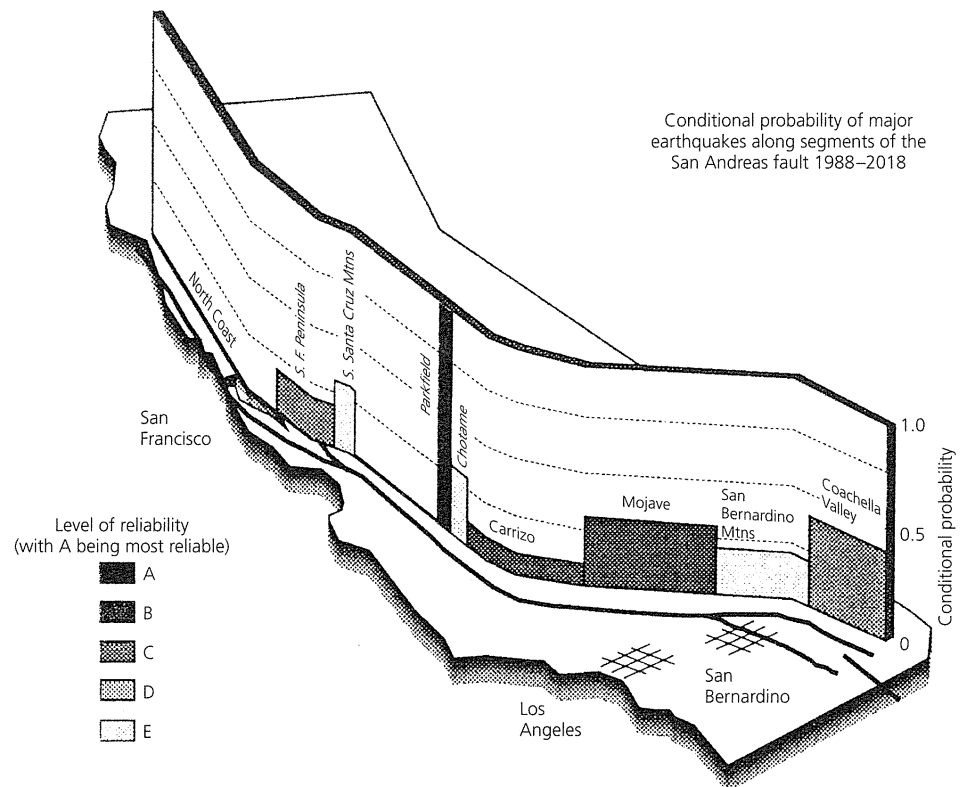 Conditional probability of major
earthquakes along segments of the
San Andreas fault 1988–2018
North Coast
S. F. Peninsula
S. Santa Cruz Mtns
Parkfield
Chotame
Carrizo
Mojave
San
Bernardino
Mtns
Coachella
Valley
1.0
0.5
0
Conditional probability
San
Francisco
Los
Angeles
San
Bernardino
Level of reliability
(with A being most reliable)
A
B
C
D
E